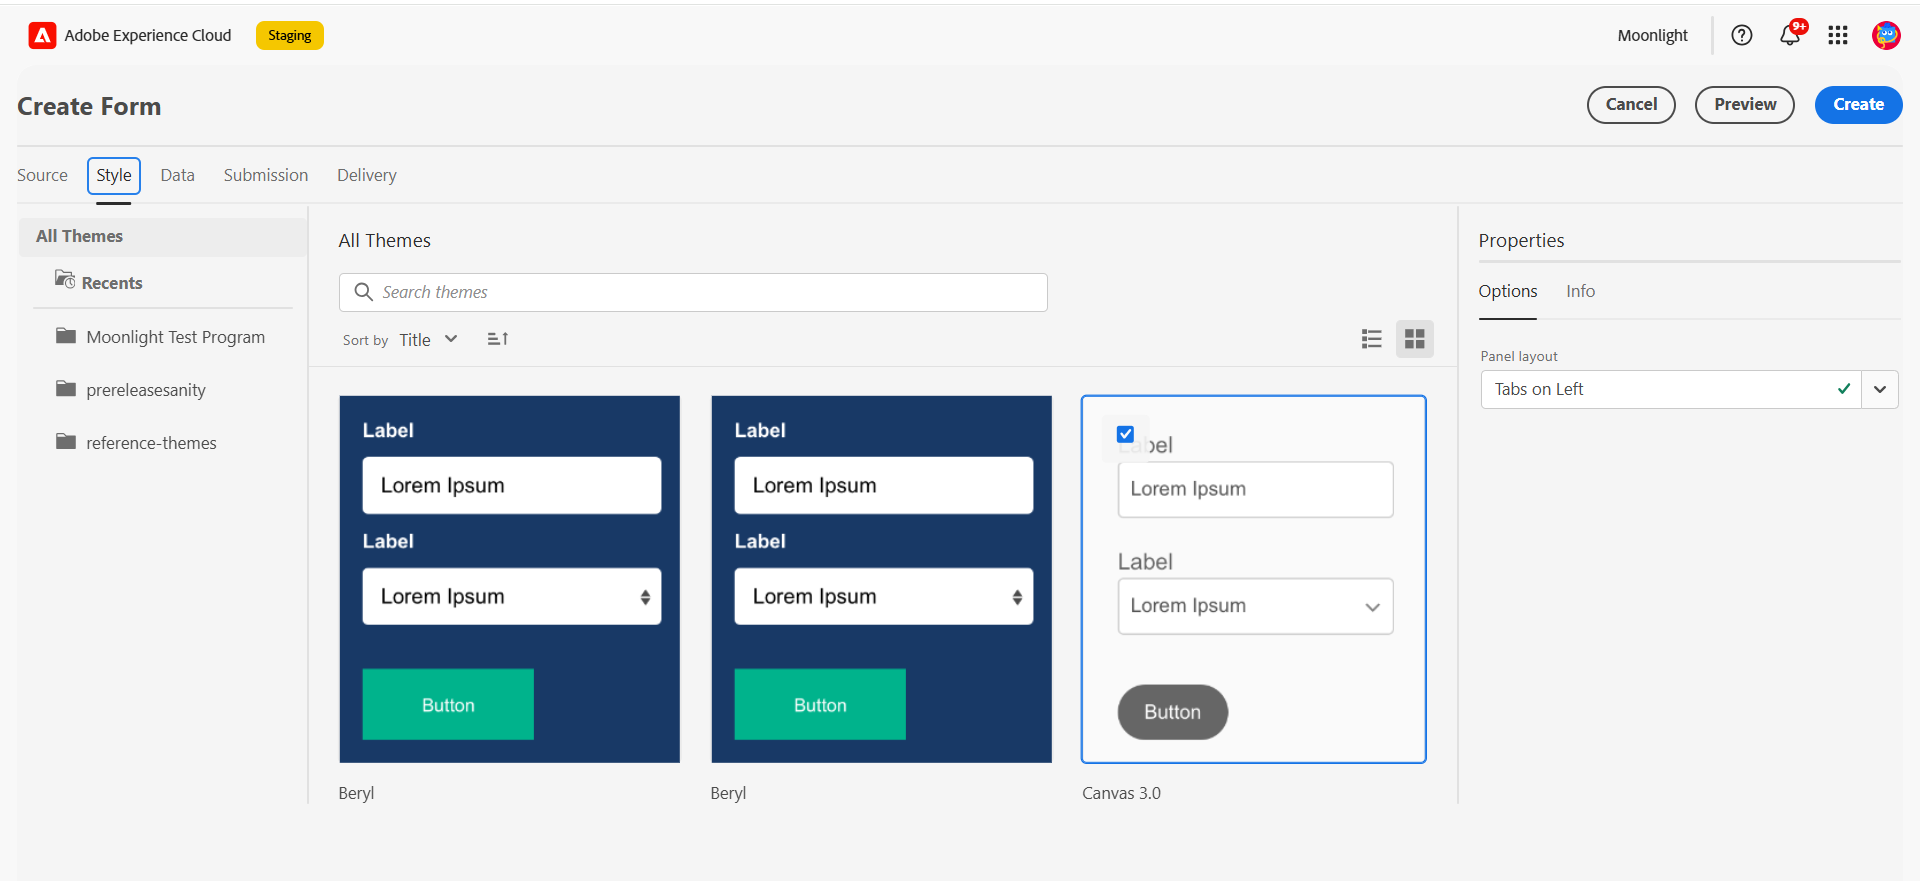 Adobe Experience Cloud
Staging
Moonlight
9+
Create Form
Cancel
Preview
Create
Source
Style
Data
Submission
Delivery
All Themes
Recents
Moonlight Test Program
prereleasesanity
reference-themes
All Themes
Search themes
Sort by
Title
Label
Lorem Ipsum
Label
Lorem Ipsum
Button
Beryl
Label
Lorem Ipsum
Label
Lorem Ipsum
Button
Beryl
Label
Lorem Ipsum
Label
Lorem Ipsum
Button
Canvas 3.0
Properties
Options
Info
Panel layout
Tabs on Left